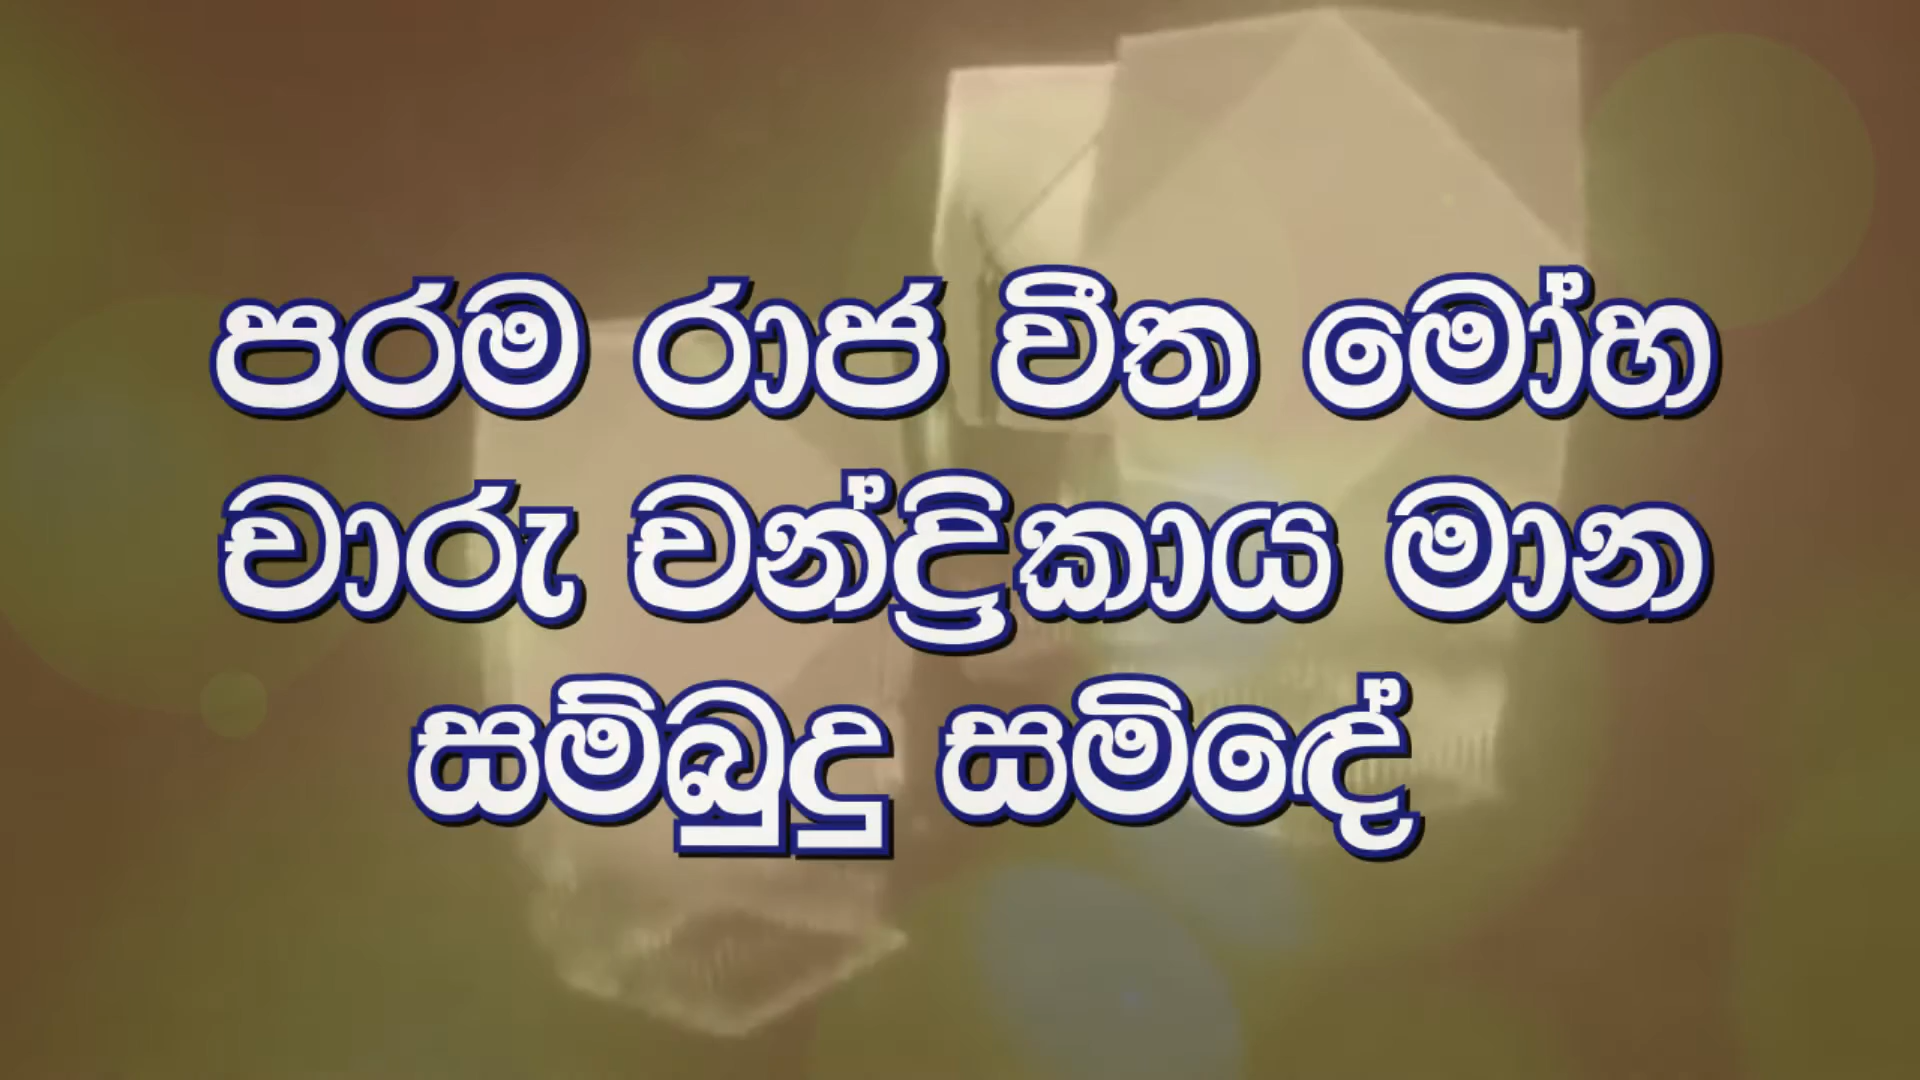 පරම රාජ වීත මෝහ
චාරු චන්ද්‍රිකාය මාන
සම්බුදු සමිඳේ